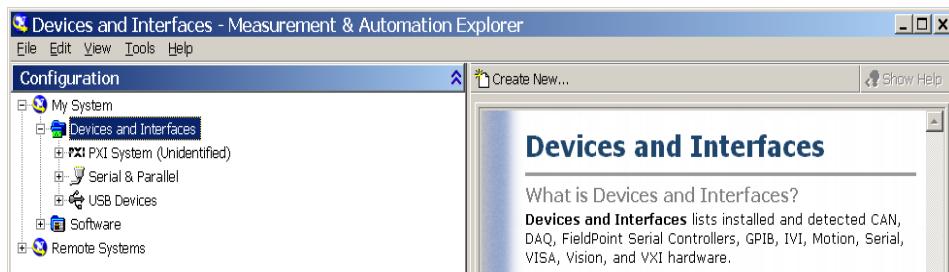 Devices and Interfaces - Measurement & Automation Explorer
File Edit View Tools Help
Configuration
Create New...
Show Help
My System
Devices and Interfaces
PXI PXI System (Unidentified)
Serial & Parallel
USB Devices
Software
Remote Systems
Devices and Interfaces
What is Devices and Interfaces?
Devices and Interfaces lists installed and detected CAN,
DAQ, FieldPoint Serial Controllers, GPIB, IVI, Motion, Serial,
VISA, Vision, and VXI hardware.